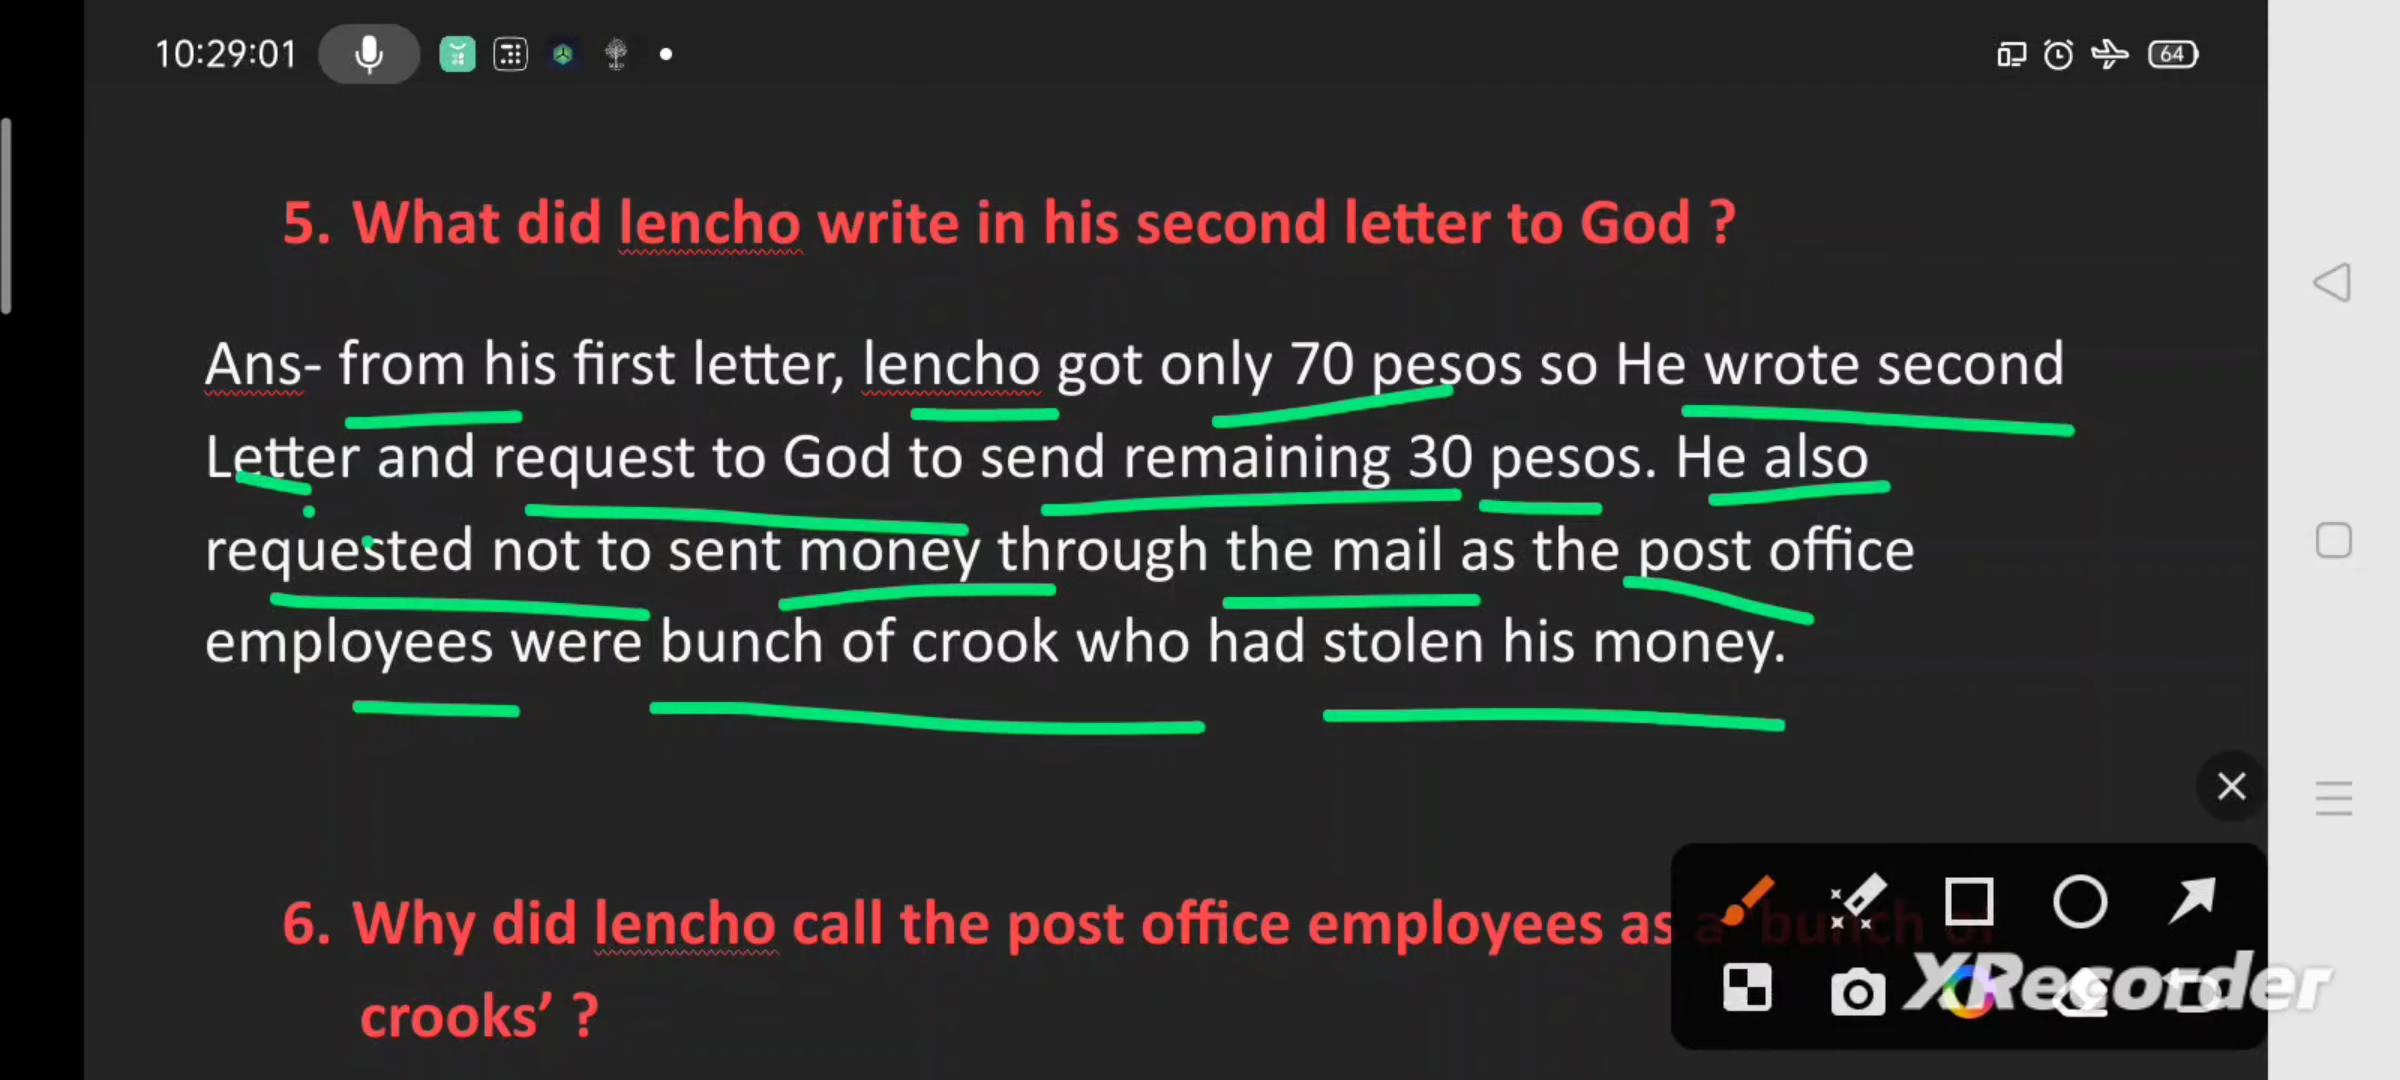 10:29:01
64
5. What did lencho write in his second letter to God ?
Ans- from his first letter, lencho got only 70 pesos so He wrote second
Letter and request to God to send remaining 30 pesos. He also
requested not to sent money through the mail as the post office
employees were bunch of crook who had stolen his money.
6. Why did lencho call the post office employees as a ‘bunch of
crooks’ ?
XRecorder